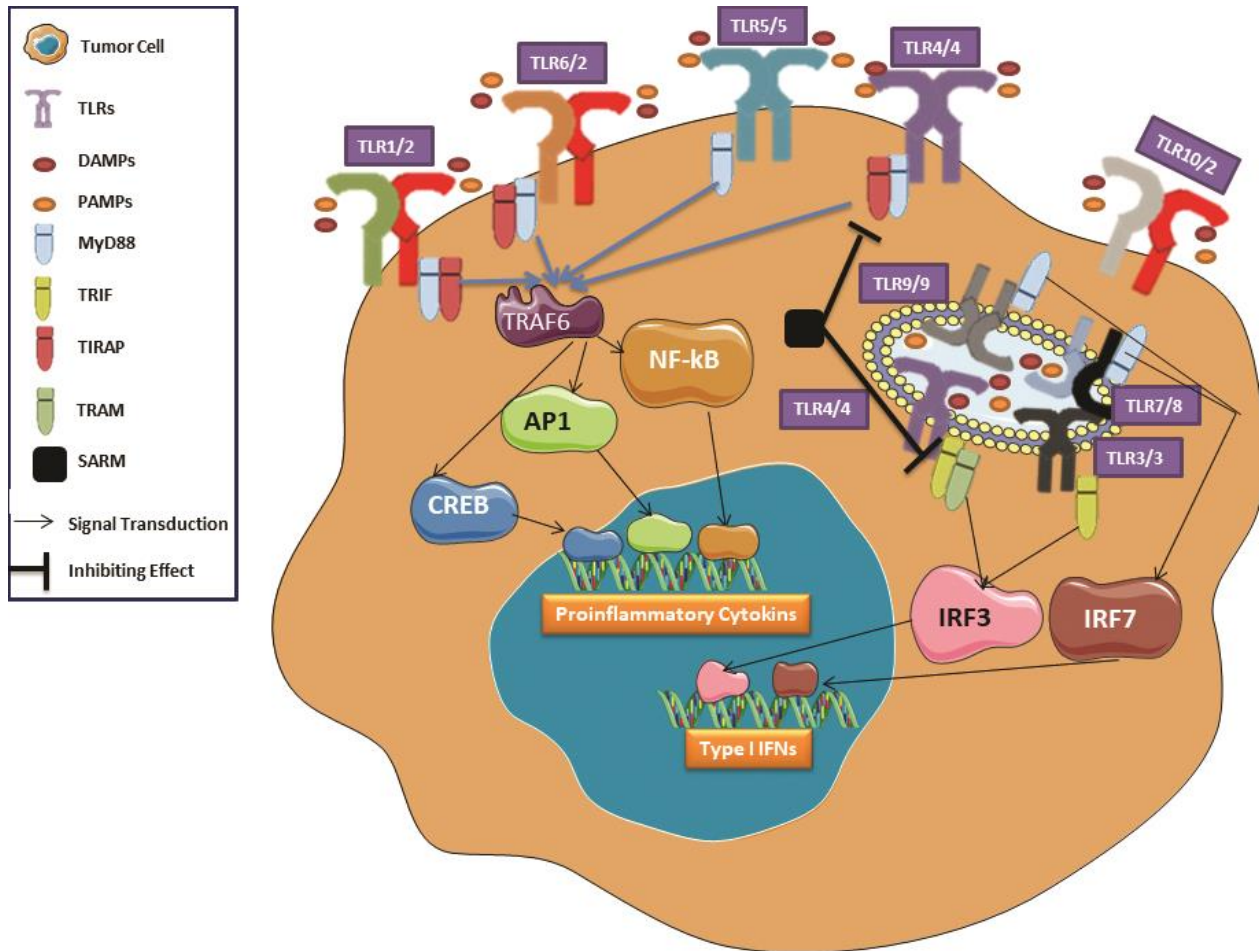 Tumor Cell
TLRs
DAMPs
PAMPs
MyD88
TRIF
TIRAP
TRAM
SARM
Signal Transduction
Inhibiting Effect
TLR1/2
TLR6/2
TLR5/5
TLR4/4
TLR10/2
TLR9/9
TLR4/4
TLR7/8
TLR3/3
TRAF6
NF-kB
AP1
CREB
Proinflammatory Cytokins
IRF3
IRF7
Type I IFNs